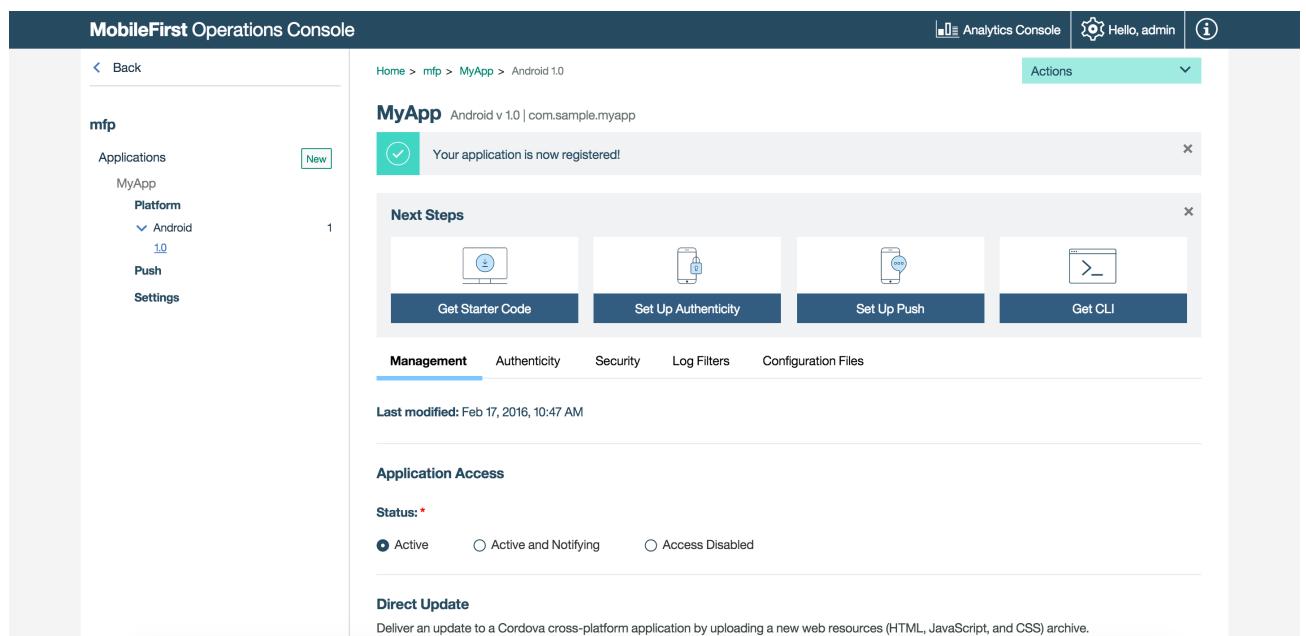 MobileFirst Operations Console
Analytics Console
Hello, admin
Back
mfp
Applications
New
MyApp
Platform
Android 1
1.0
Push
Settings
Home > mfp > MyApp > Android 1.0
Actions
MyApp Android v 1.0 | com.sample.myapp
Your application is now registered!
Next Steps
Get Starter Code
Set Up Authenticity
Set Up Push
Get CLI
Management Authenticity Security Log Filters Configuration Files
Last modified: Feb 17, 2016, 10:47 AM
Application Access
Status: *
Active Active and Notifying Access Disabled
Direct Update
Deliver an update to a Cordova cross-platform application by uploading a new web resources (HTML, JavaScript, and CSS) archive.